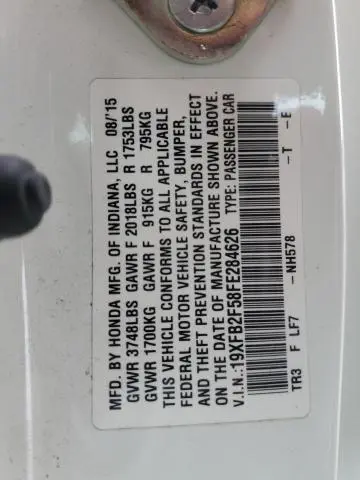 MFD. BY HONDA MFG. OF INDIANA, LLC 08/'15
GVWR 3748LBS GAWR F 2018LBS R 1753LBS
GVWR 1700KG GAWR F 915KG R 795KG
THIS VEHICLE CONFORMS TO ALL APPLICABLE
FEDERAL MOTOR VEHICLE SAFETY, BUMPER,
AND THEFT PREVENTION STANDARDS IN EFFECT
ON THE DATE OF MANUFACTURE SHOWN ABOVE.
V.I.N.:19XFB2F58FE284626 TYPE: PASSENGER CAR
TR3 F LF7 - NH578 - T - E